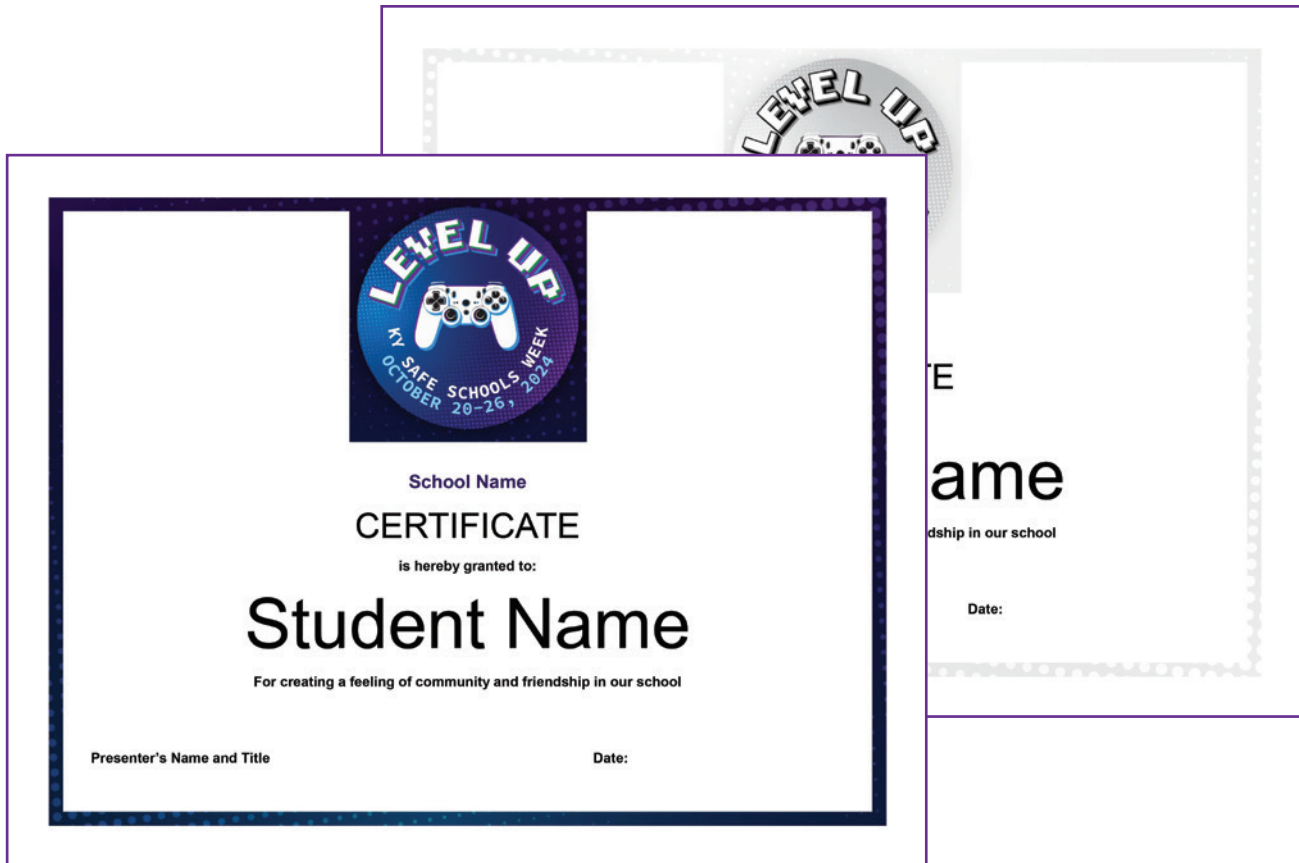 LEVEL UP
KY SAFE SCHOOLS WEEK
OCTOBER 20-26, 2024
School Name
CERTIFICATE
is hereby granted to:
Student Name
For creating a feeling of community and friendship in our school
Presenter’s Name and Title
Date:
LEVEL UP
TE
ame
dship in our school
Date: